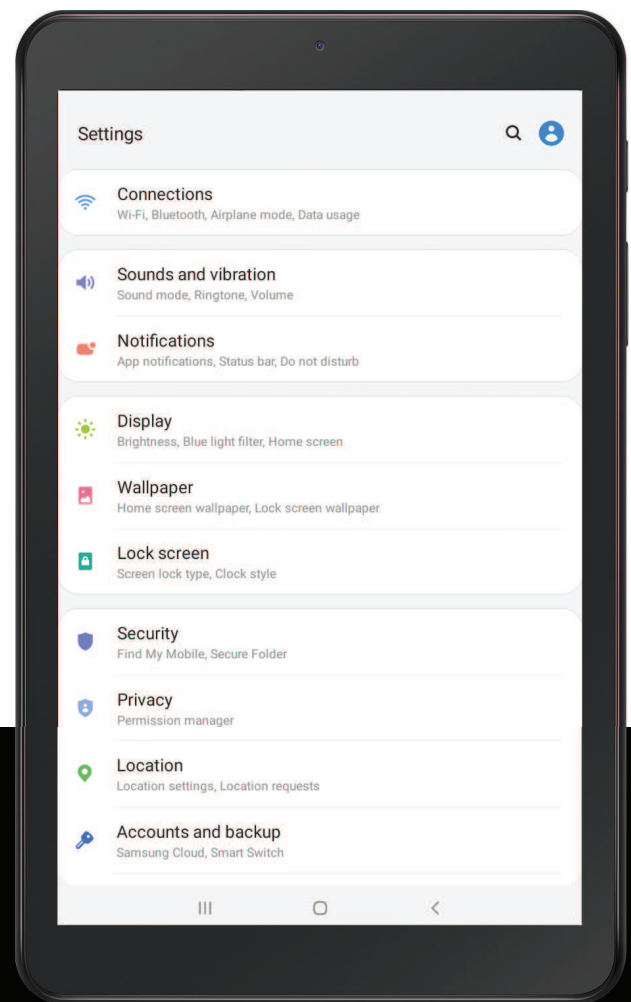 Settings
Connections
Wi-Fi, Bluetooth, Airplane mode, Data usage
Sounds and vibration
Sound mode, Ringtone, Volume
Notifications
App notifications, Status bar, Do not disturb
Display
Brightness, Blue light filter, Home screen
Wallpaper
Home screen wallpaper, Lock screen wallpaper
Lock screen
Screen lock type, Clock style
Security
Find My Mobile, Secure Folder
Privacy
Permission manager
Location
Location settings, Location requests
Accounts and backup
Samsung Cloud, Smart Switch